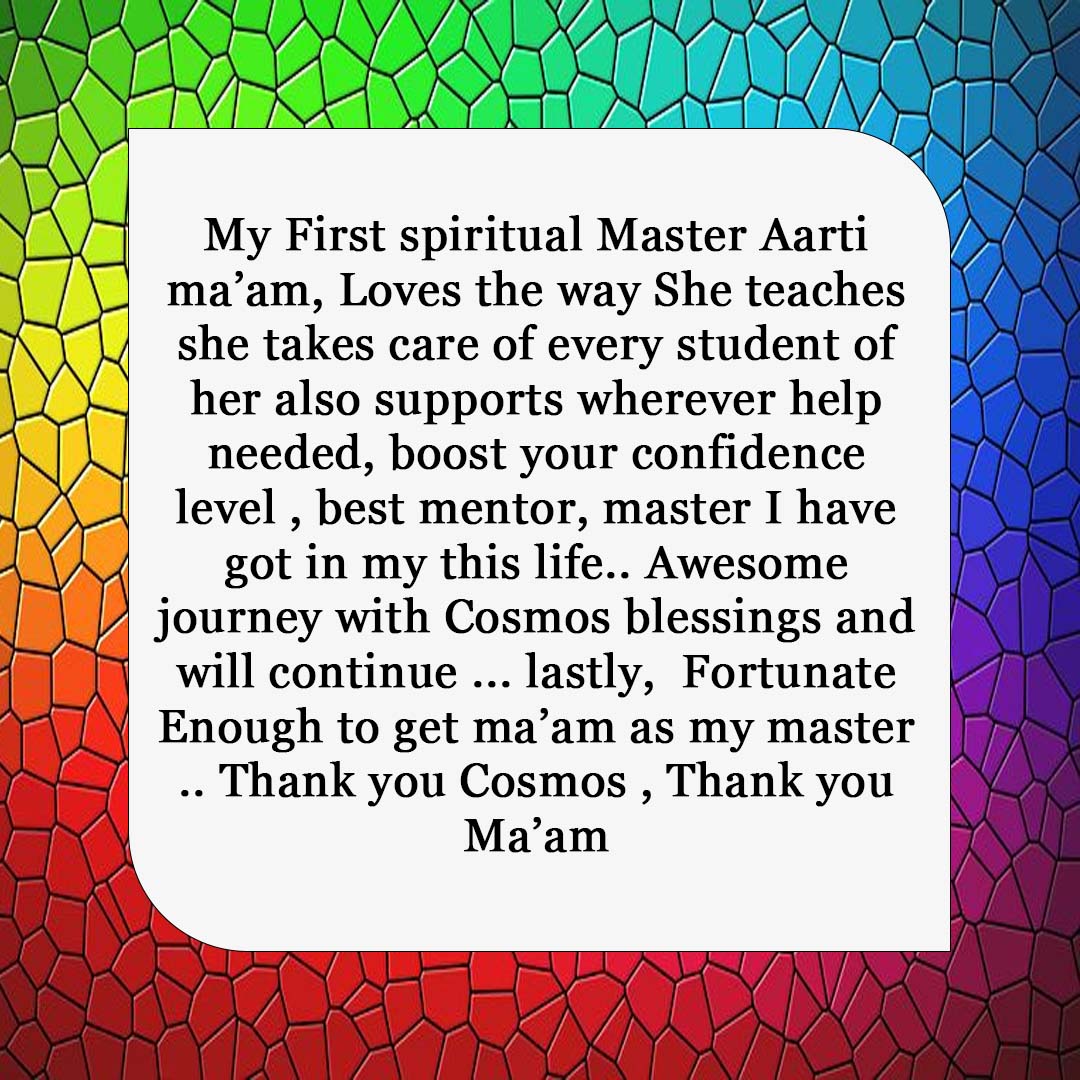 My First spiritual Master Aarti
ma’am, Loves the way She teaches
she takes care of every student of
her also supports wherever help
needed, boost your confidence
level , best mentor, master I have
got in my this life.. Awesome
journey with Cosmos blessings and
will continue ... lastly,  Fortunate
Enough to get ma’am as my master
.. Thank you Cosmos , Thank you
Ma’am